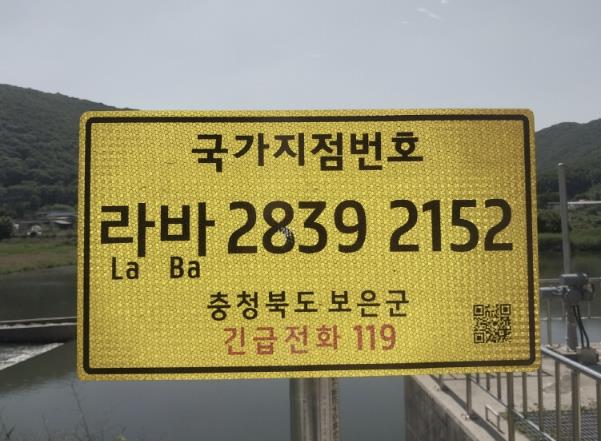 국가지점번호
라바 2839 2152
La Ba
충청북도 보은군
긴급전화 119